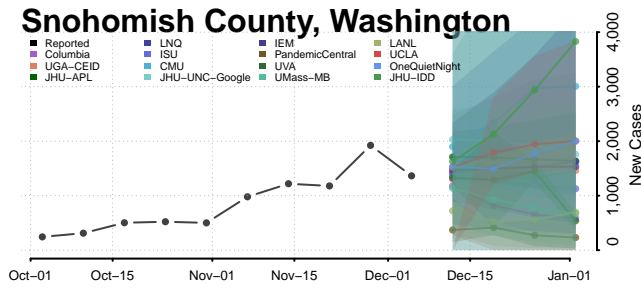 Snohomish County, Washington
Reported LNQ IEM LANL
Columbia ISU PandemicCentral UCLA
UGA−CEID CMU UVA OneQuietNight
JHU−APL JHU−UNC−Google UMass−MB JHU−IDD
4,000
3,000
2,000
1,000
0
New Cases
Oct−01 Oct−15 Nov−01 Nov−15 Dec−01 Dec−15 Jan−01